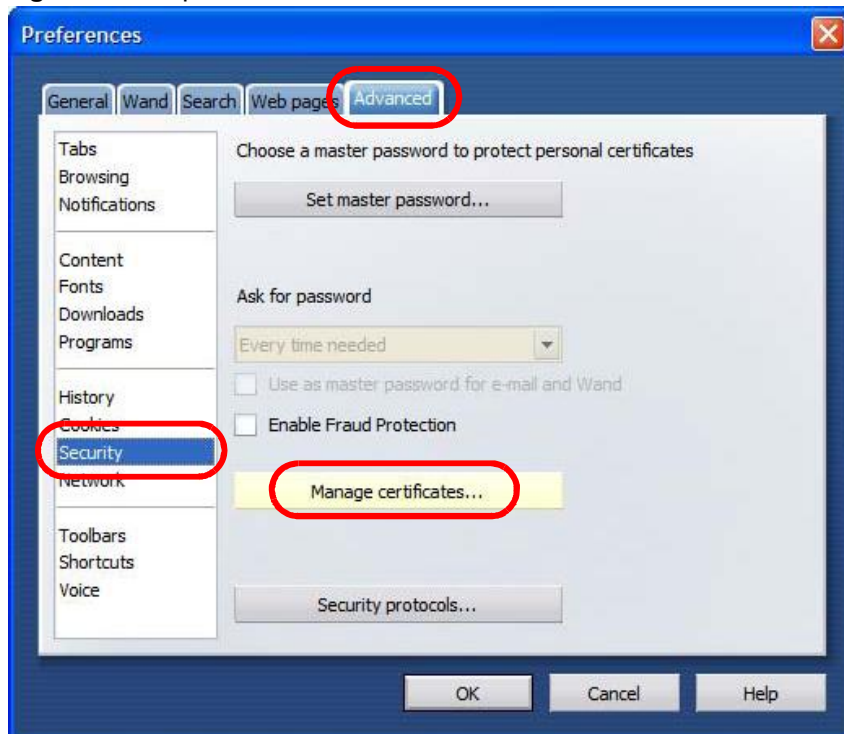 Preferences
General Wand Search Web pages Advanced
Tabs
Browsing
Notifications
Content
Fonts
Downloads
Programs
History
Cookies
Security
Network
Toolbars
Shortcuts
Voice
Choose a master password to protect personal certificates
Set master password...
Ask for password
Every time needed
Use as master password for e-mail and Wand
Enable Fraud Protection
Manage certificates...
Security protocols...
OK Cancel Help